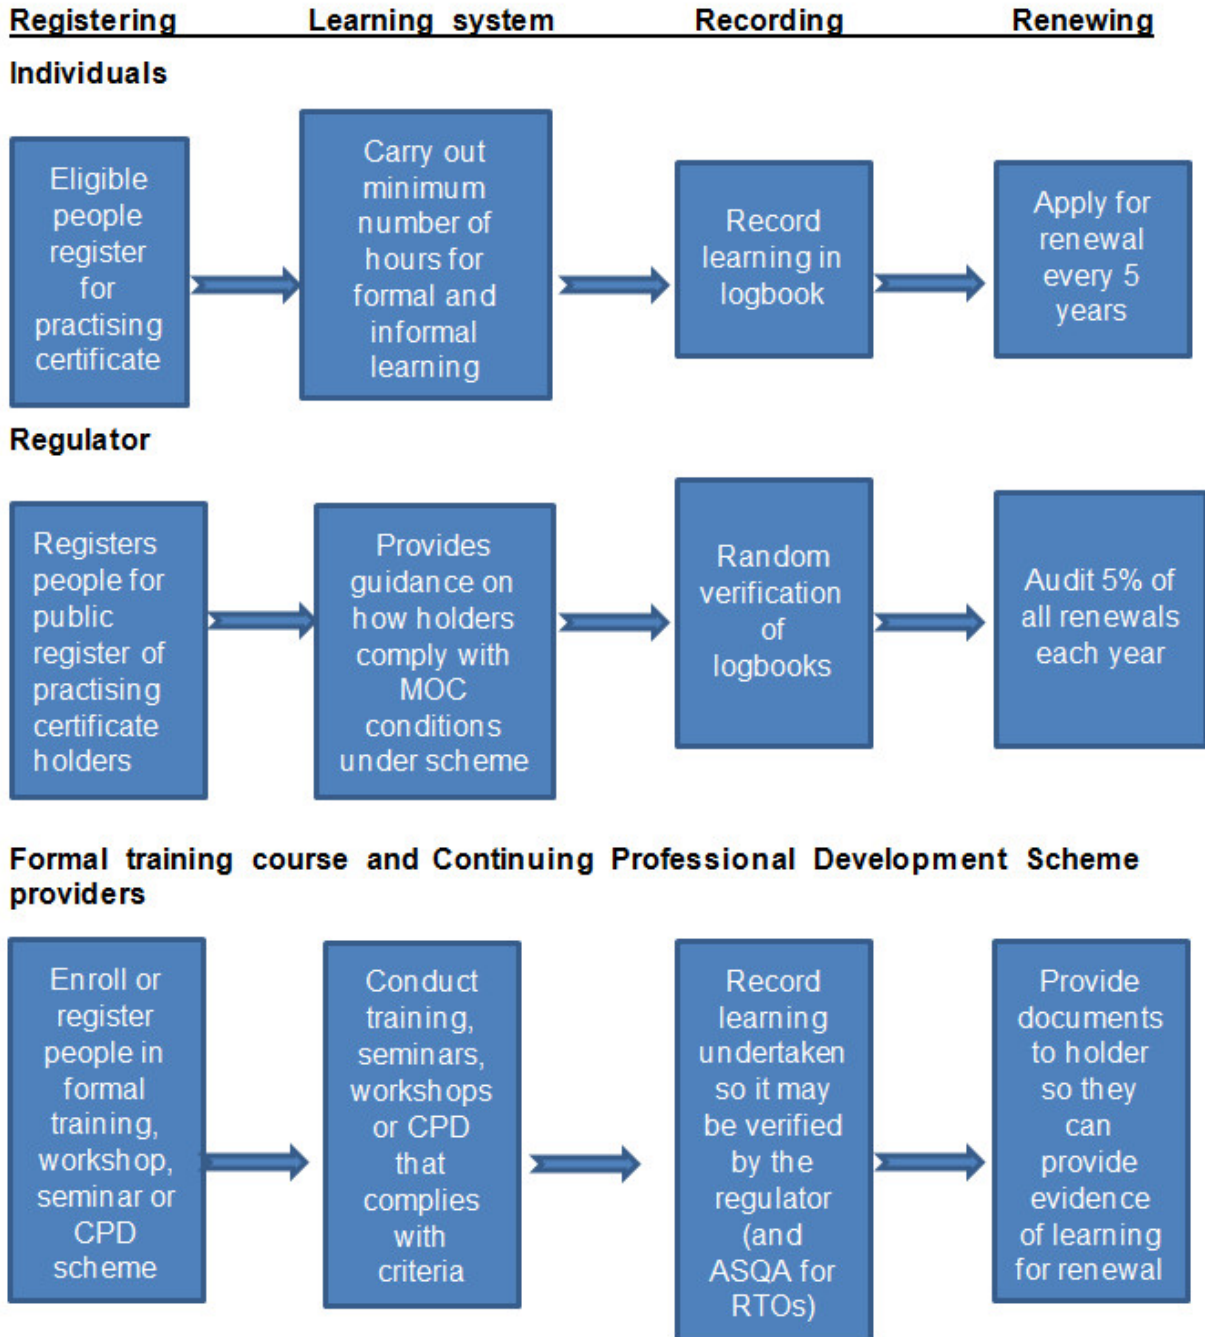 Registering Learning system Recording Renewing
Individuals
Eligible
people
register
for
practising
certificate
Carry out
minimum
number of
hours for
formal and
informal
learning
Record
learning in
logbook
Apply for
renewal
every 5
years
Regulator
Registers
people for
public
register of
practising
certificate
holders
Provides
guidance on
how holders
comply with
MOC
conditions
under scheme
Random
verification
of
logbooks
Audit 5% of
all renewals
each year
Formal training course and Continuing Professional Development Scheme
providers
Enroll or
register
people in
formal
training,
workshop,
seminar or
CPD
scheme
Conduct
training,
seminars,
workshops
or CPD
that
complies
with
criteria
Record
learning
undertaken
so it may
be verified
by the
regulator
(and
ASQA for
RTOs)
Provide
documents
to holder
so they
can
provide
evidence
of learning
for renewal